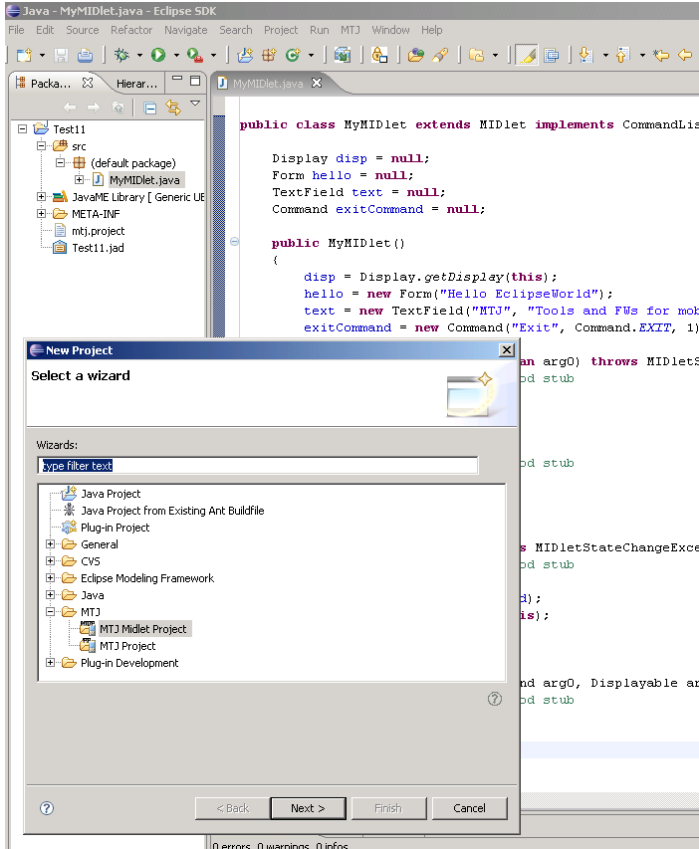 Java - MyMIDlet.java - Eclipse SDK
File Edit Source Refactor Navigate Search Project Run MTJ Window Help
Packa... Hierar...
Test11
src
(default package)
MyMIDlet.java
JavaME Library [ Generic UE
META-INF
mtj.project
Test11.jad
MyMIDlet.java
public class MyMIDlet extends MIDlet implements CommandLis
Display disp = null;
Form hello = null;
TextField text = null;
Command exitCommand = null;
public MyMIDlet()
{
disp = Display.getDisplay(this);
hello = new Form("Hello EclipseWorld");
text = new TextField("MTJ", "Tools and FWs for mob
exitCommand = new Command("Exit", Command.EXIT, 1)
an arg0) throws MIDletS
od stub
od stub
s MIDletStateChangeExce
od stub
d);
is);
nd arg0, Displayable ar
od stub
New Project
Select a wizard
Wizards:
type filter text
Java Project
Java Project from Existing Ant Buildfile
Plug-in Project
General
CVS
Eclipse Modeling Framework
Java
MTJ
MTJ Midlet Project
MTJ Project
Plug-in Development
< Back Next > Finish Cancel
0 errors, 0 warnings, 0 infos